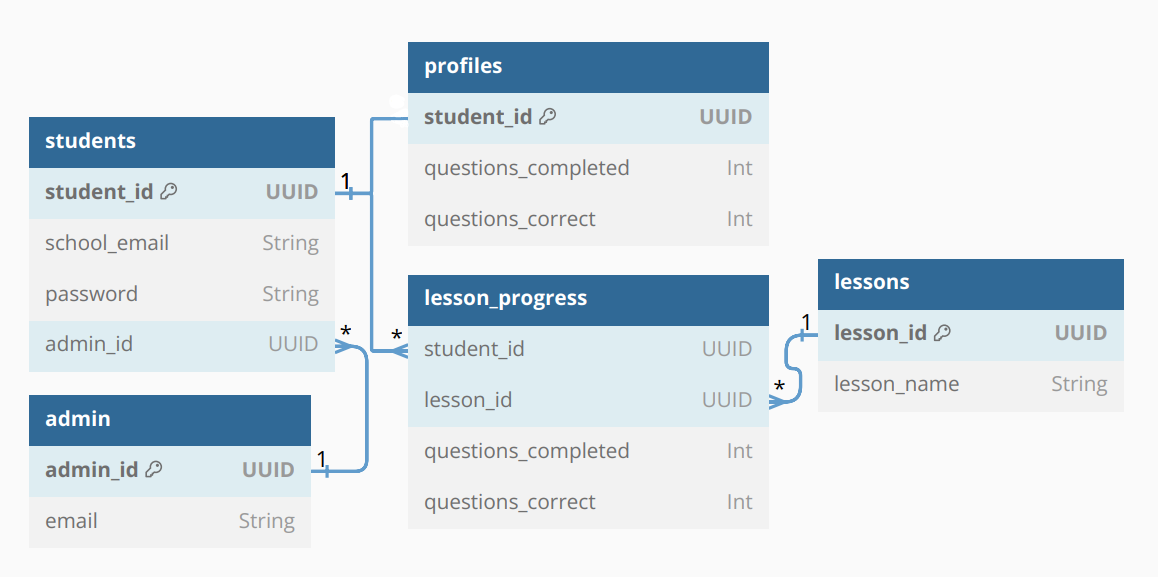 profiles
student_id UUID
questions_completed Int
questions_correct Int
students
student_id UUID
school_email String
password String
admin_id UUID
1
*
*
admin
admin_id UUID
email String
1
lesson_progress
student_id UUID
lesson_id UUID
questions_completed Int
questions_correct Int
1
*
lessons
lesson_id UUID
lesson_name String